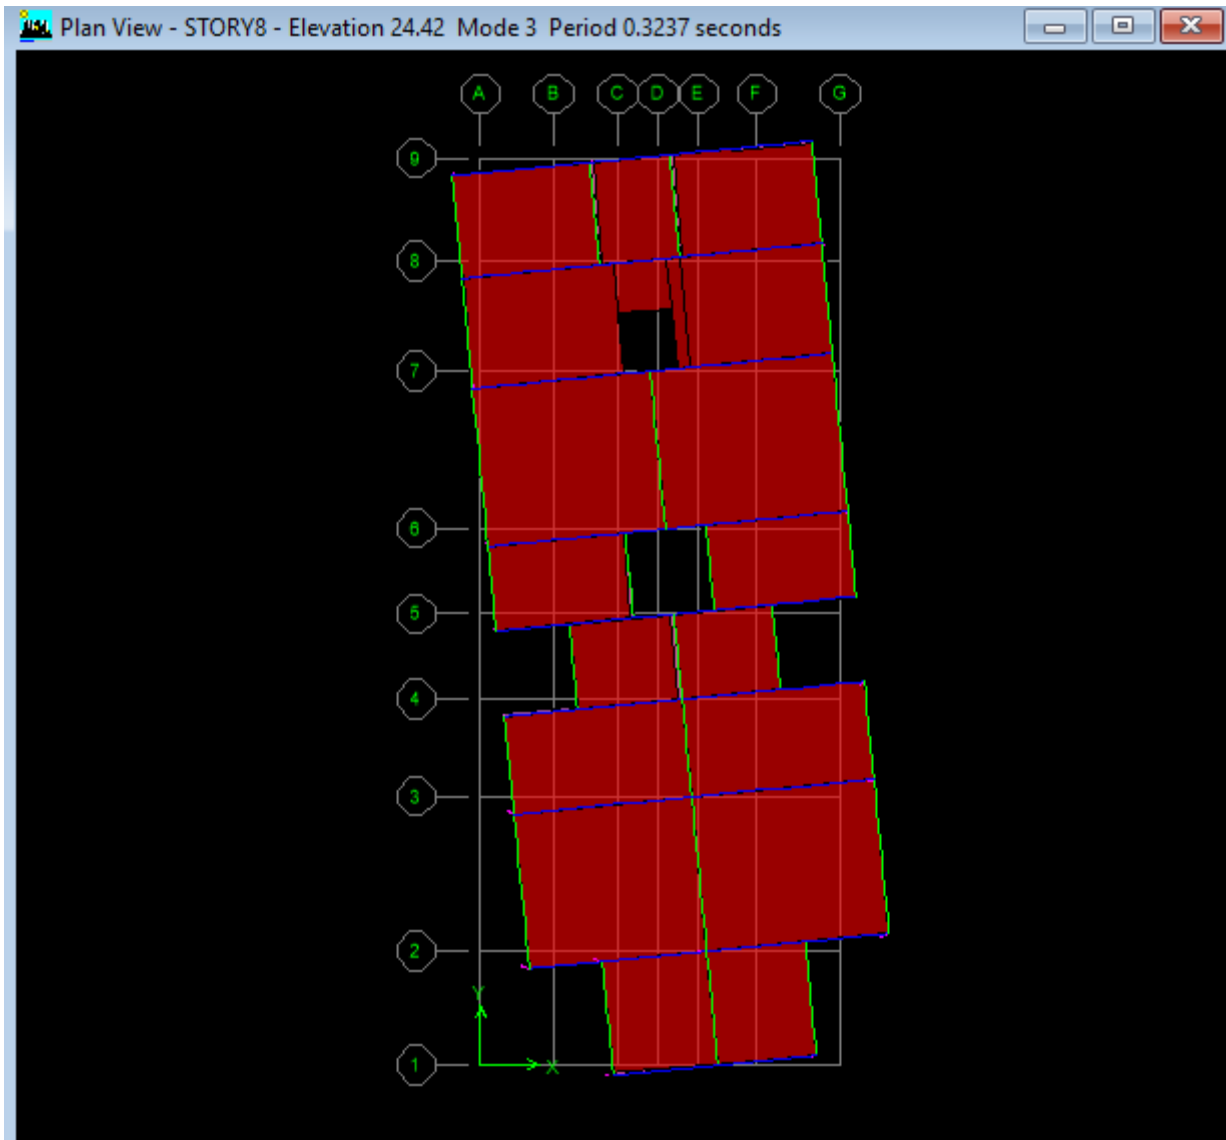 Plan View - STORY8 - Elevation 24.42 Mode 3 Period 0.3237 seconds
A B C D E F G
9
8
7
6
5
4
3
2
Y
1
X